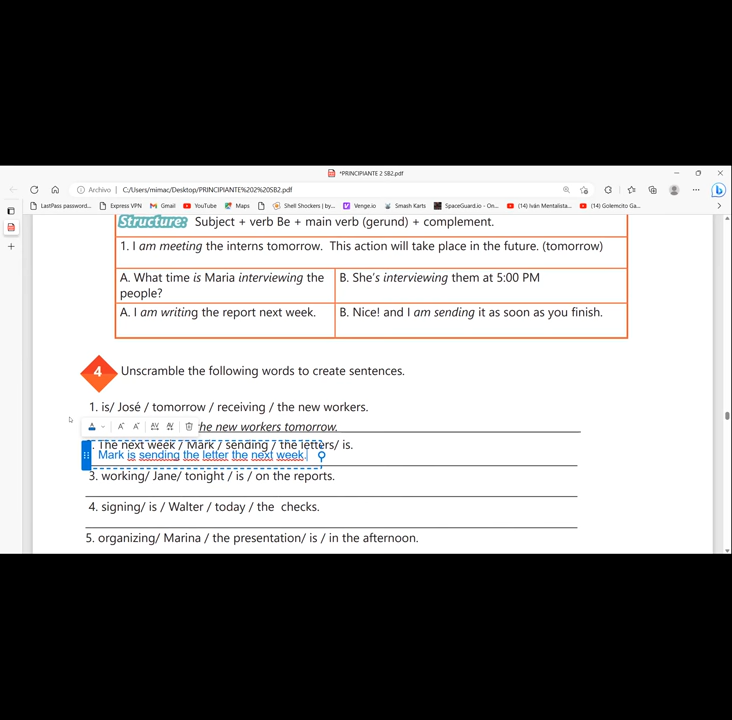 *PRINCIPIANTE 2 SB2.pdf
Archivo | C:/Users/mimac/Desktop/PRINCIPIANTE%202%20SB2.pdf
LastPass password... Express VPN Gmail YouTube Maps Shell Shockers | by... Venge.io Smash Karts SpaceGuard.io - On... (14) Iván Mentalista... (14) Golemcito Ga...
Structure: Subject + verb Be + main verb (gerund) + complement.
1. I am meeting the interns tomorrow. This action will take place in the future. (tomorrow)
A. What time is Maria interviewing the people?
B. She's interviewing them at 5:00 PM
A. I am writing the report next week.
B. Nice! and I am sending it as soon as you finish.
4 Unscramble the following words to create sentences.
1. is/ José / tomorrow / receiving / the new workers.
the new workers tomorrow.
The next week / Mark / sending / the letters/ is.
Mark is sending the letter the next week.
3. working/ Jane/ tonight / is / on the reports.
4. signing/ is / Walter / today / the checks.
5. organizing/ Marina / the presentation/ is / in the afternoon.